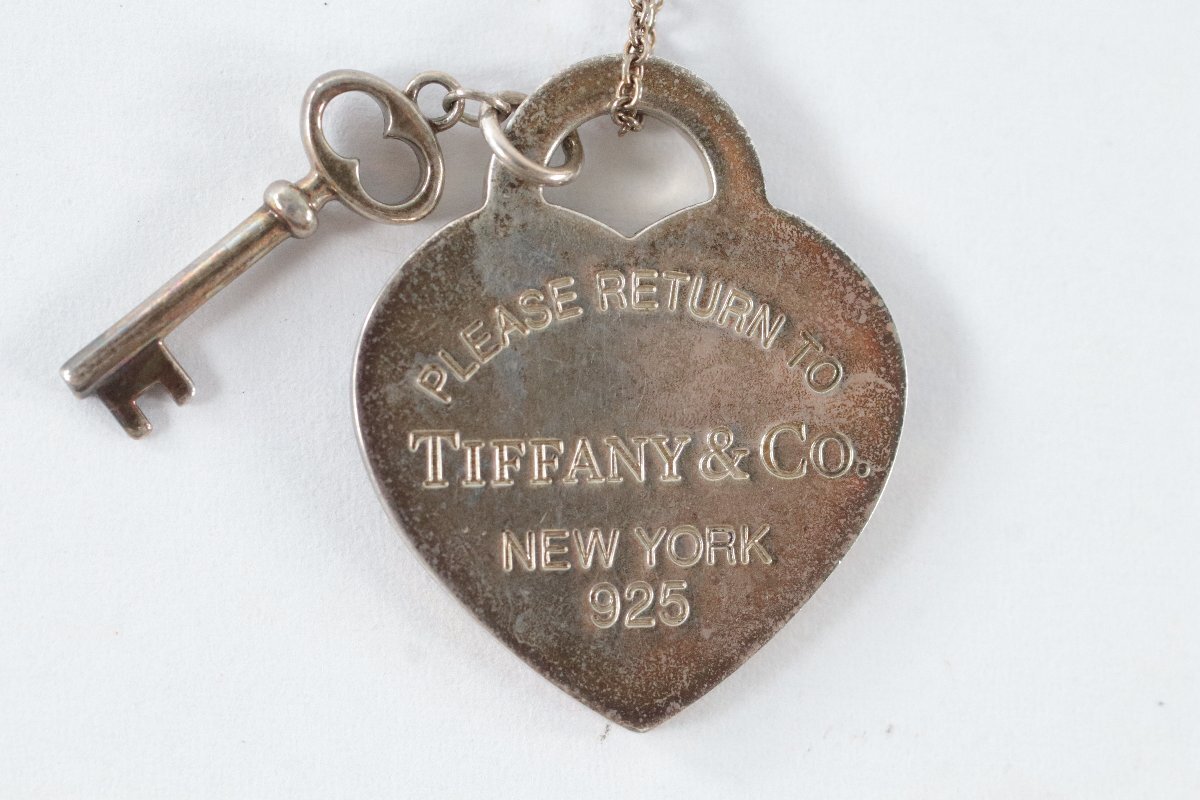 PLEASE RETURN TO
TIFFANY & CO.
NEW YORK
925